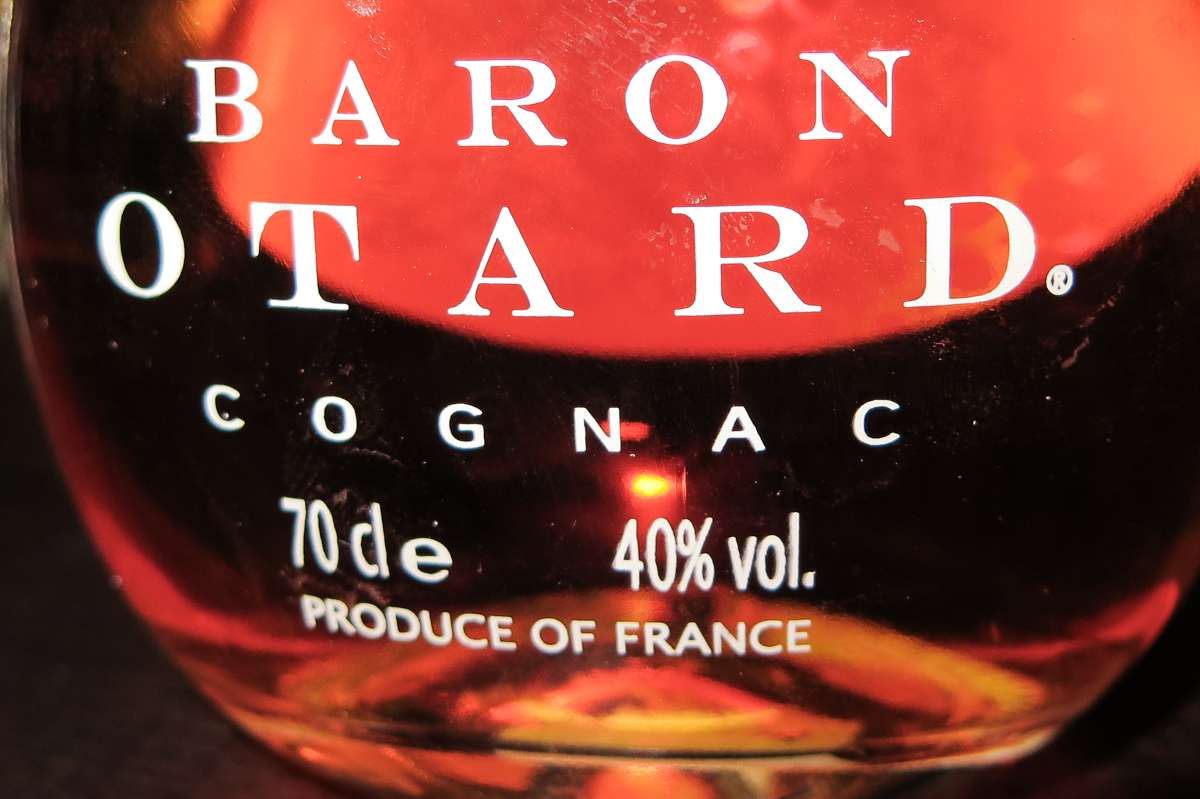 BARON
OTARD®
COGNAC
70 cl e 40% vol.
PRODUCE OF FRANCE